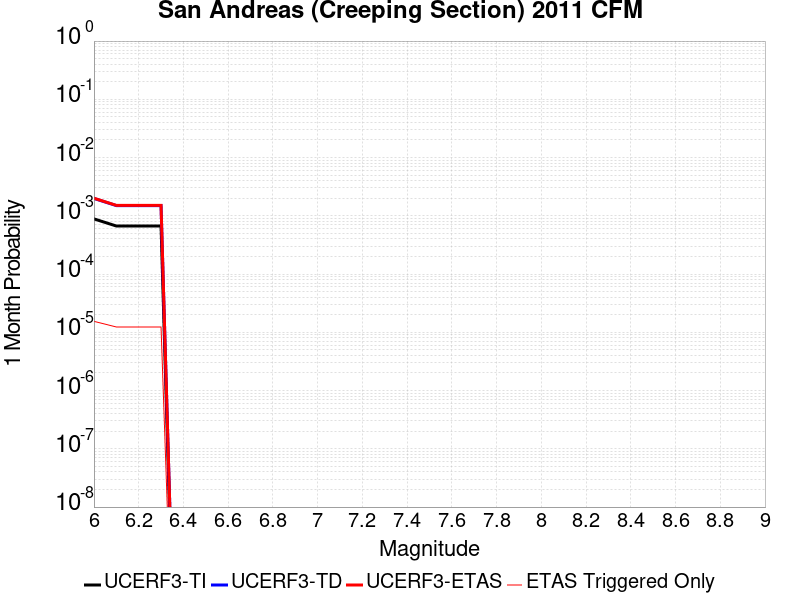 San Andreas (Creeping Section) 2011 CFM
10^0
10^-1
10^-2
10^-3
10^-4
10^-5
10^-6
10^-7
10^-8
1 Month Probability
6 6.2 6.4 6.6 6.8 7 7.2 7.4 7.6 7.8 8 8.2 8.4 8.6 8.8 9
Magnitude
UCERF3-TI UCERF3-TD UCERF3-ETAS ETAS Triggered Only